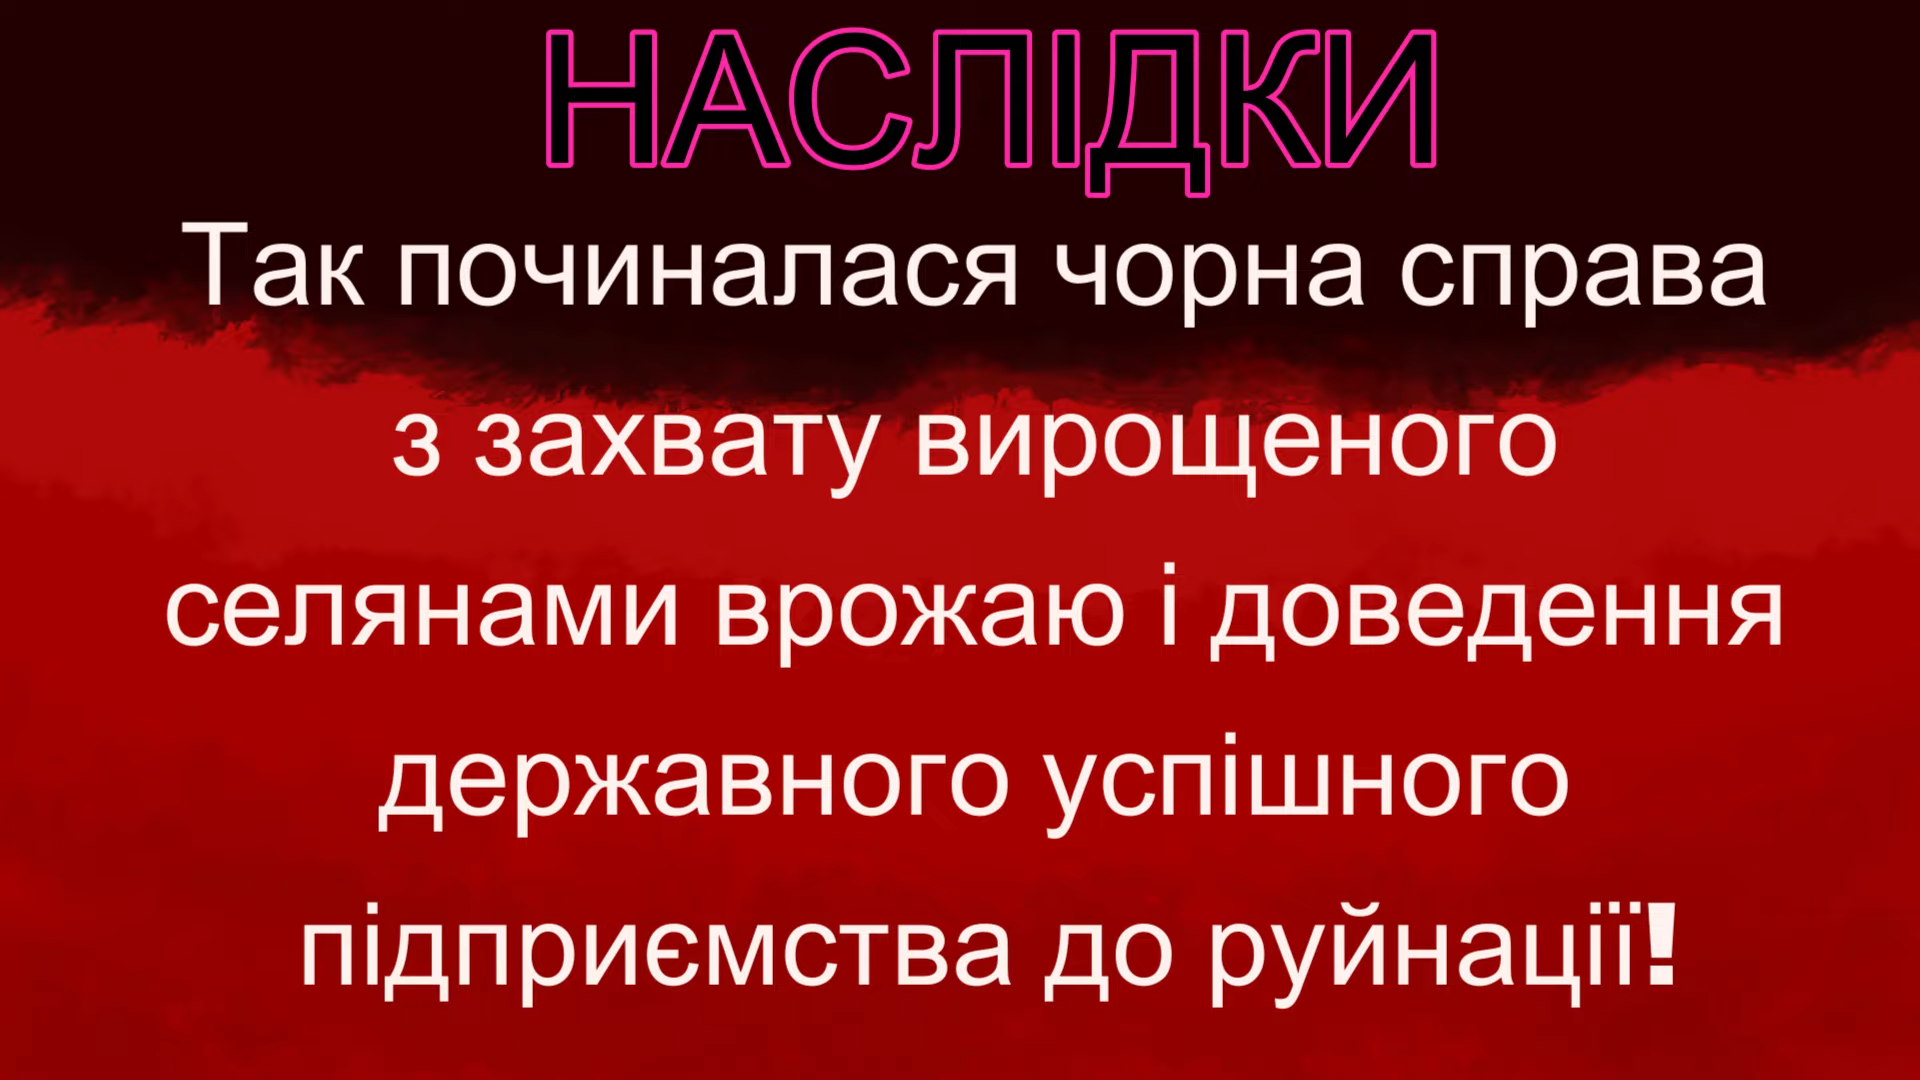 НАСЛІДКИ
Так починалася чорна справа
з захвату вирощеного
селянами врожаю і доведення
державного успішного
підприємства до руйнації!